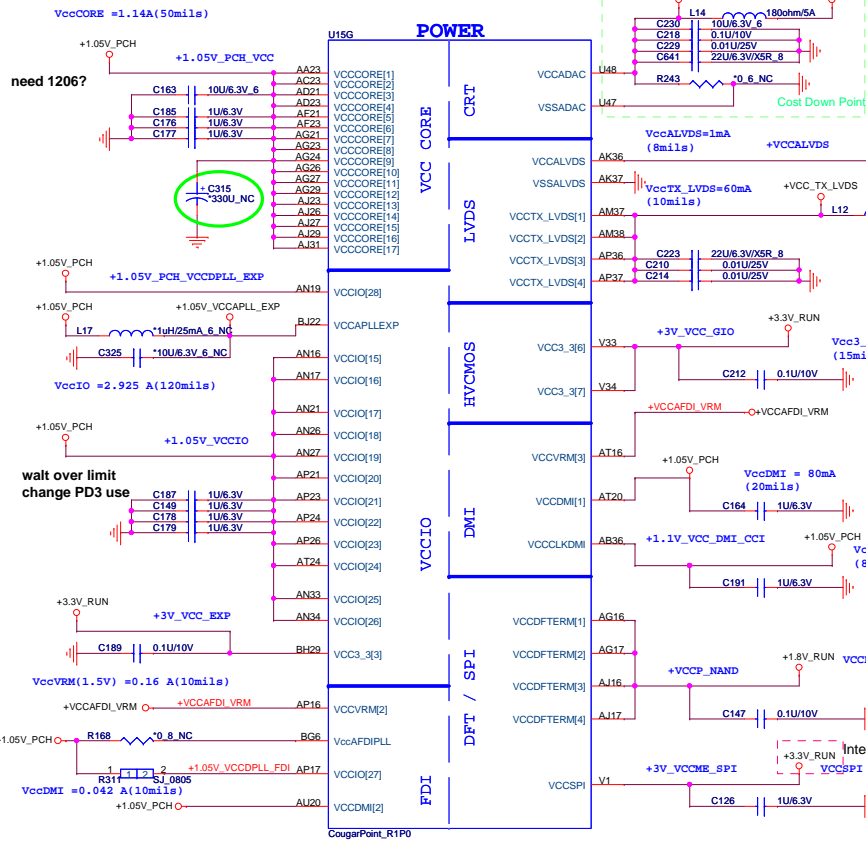 VccCORE =1.14A(50mils)
+1.05V_PCH
+1.05V_PCH_VCC
need 1206?
C163 10U/6.3V_6
C185 1U/6.3V
C176 1U/6.3V
C177 1U/6.3V
+ C315
*330U_NC
U15G
POWER
AA23 VCCCORE[1]
AC23 VCCCORE[2]
AD21 VCCCORE[3]
AD23 VCCCORE[4]
AF21 VCCCORE[5]
AF23 VCCCORE[6]
AG21 VCCCORE[7]
AG23 VCCCORE[8]
AG24 VCCCORE[9]
AG26 VCCCORE[10]
AG27 VCCCORE[11]
AG29 VCCCORE[12]
AJ23 VCCCORE[13]
AJ26 VCCCORE[14]
AJ27 VCCCORE[15]
AJ29 VCCCORE[16]
AJ31 VCCCORE[17]
VCC CORE
CRT
LVDS
+1.05V_PCH
+1.05V_PCH_VCCDPLL_EXP
AN19 VCCIO[28]
+1.05V_PCH
+1.05V_VCCAPLL_EXP
L17 *1uH/25mA_6_NC
BJ22 VCCAPLLEXP
C325 *10U/6.3V_6_NC
VccIO =2.925 A(120mils)
AN16 VCCIO[15]
AN17 VCCIO[16]
AN21 VCCIO[17]
AN26 VCCIO[18]
AN27 VCCIO[19]
AP21 VCCIO[20]
AP23 VCCIO[21]
AP24 VCCIO[22]
AP26 VCCIO[23]
AT24 VCCIO[24]
AN33 VCCIO[25]
AN34 VCCIO[26]
+1.05V_PCH
+1.05V_VCCIO
walt over limit
change PD3 use
C187 1U/6.3V
C149 1U/6.3V
C178 1U/6.3V
C179 1U/6.3V
VCCIO
HVCMOS
DMI
+3.3V_RUN
+3V_VCC_EXP
C189 0.1U/10V
BH29 VCC3_3[3]
VccVRM(1.5V) =0.16 A(10mils)
+VCCAFDI_VRM
+VCCAFDI_VRM
AP16 VCCVRM[2]
+1.05V_PCH
R168 *0_8_NC
BG6 VccAFDIPLL
1 1 2 2
R311 SJ_0805
+1.05V_VCCDPLL_FDI
AP17 VCCIO[27]
VccDMI =0.042 A(10mils)
+1.05V_PCH
AU20 VCCDMI[2]
FDI
DFT / SPI
CougarPoint_R1P0
L14 180ohm/5A
C230 10U/6.3V_6
C218 0.1U/10V
C229 0.01U/25V
C641 22U/6.3V/X5R_8
VCCADAC U48
R243 *0_6_NC
VSSADAC U47
Cost Down Point
VccALVDS=1mA
(8mils)
+VCCALVDS
VCCALVDS AK36
VSSALVDS AK37
VccTX_LVDS=60mA
(10mils)
+VCC_TX_LVDS
L12
VCCTX_LVDS[1] AM37
VCCTX_LVDS[2] AM38
VCCTX_LVDS[3] AP36
VCCTX_LVDS[4] AP37
C223 22U/6.3V/X5R_8
C210 0.01U/25V
C214 0.01U/25V
+3.3V_RUN
+3V_VCC_GIO
VCC3_3[6] V33
Vcc3_
(15mi
C212 0.1U/10V
VCC3_3[7] V34
+VCCAFDI_VRM
+VCCAFDI_VRM
VCCVRM[3] AT16
+1.05V_PCH
VccDMI = 80mA
(20mils)
VCCDMI[1] AT20
C164 1U/6.3V
VCCCLKDMI AB36
+1.1V_VCC_DMI_CCI
+1.05V_PCH
Vc
(8
C191 1U/6.3V
VCCDFTERM[1] AG16
VCCDFTERM[2] AG17
VCCDFTERM[3] AJ16
VCCDFTERM[4] AJ17
+1.8V_RUN
+VCCP_NAND
C147 0.1U/10V
+3.3V_RUN
Inte
VCCSPI
+3V_VCCME_SPI
VCCSPI V1
C126 1U/6.3V